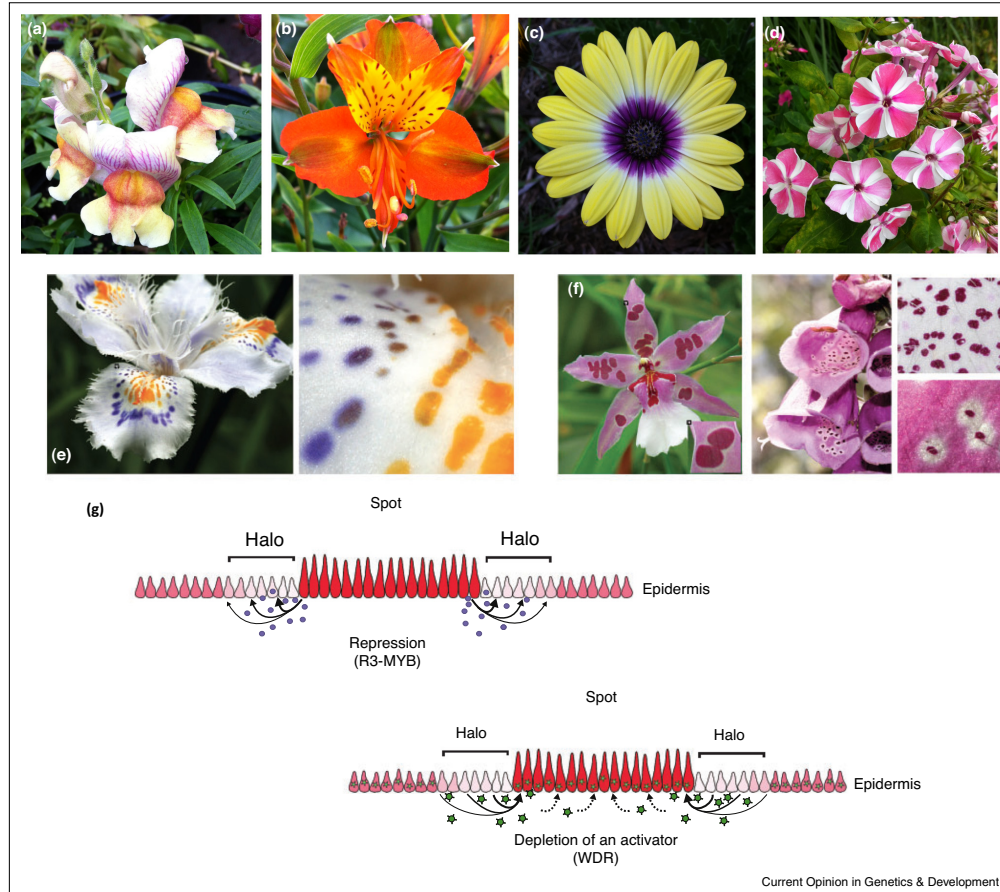 (a)
(b)
(c)
(d)
(e)
(f)
(g)
Spot
Halo
Halo
Epidermis
Repression
(R3-MYB)
Spot
Halo
Halo
Epidermis
Depletion of an activator
(WDR)
Current Opinion in Genetics & Development